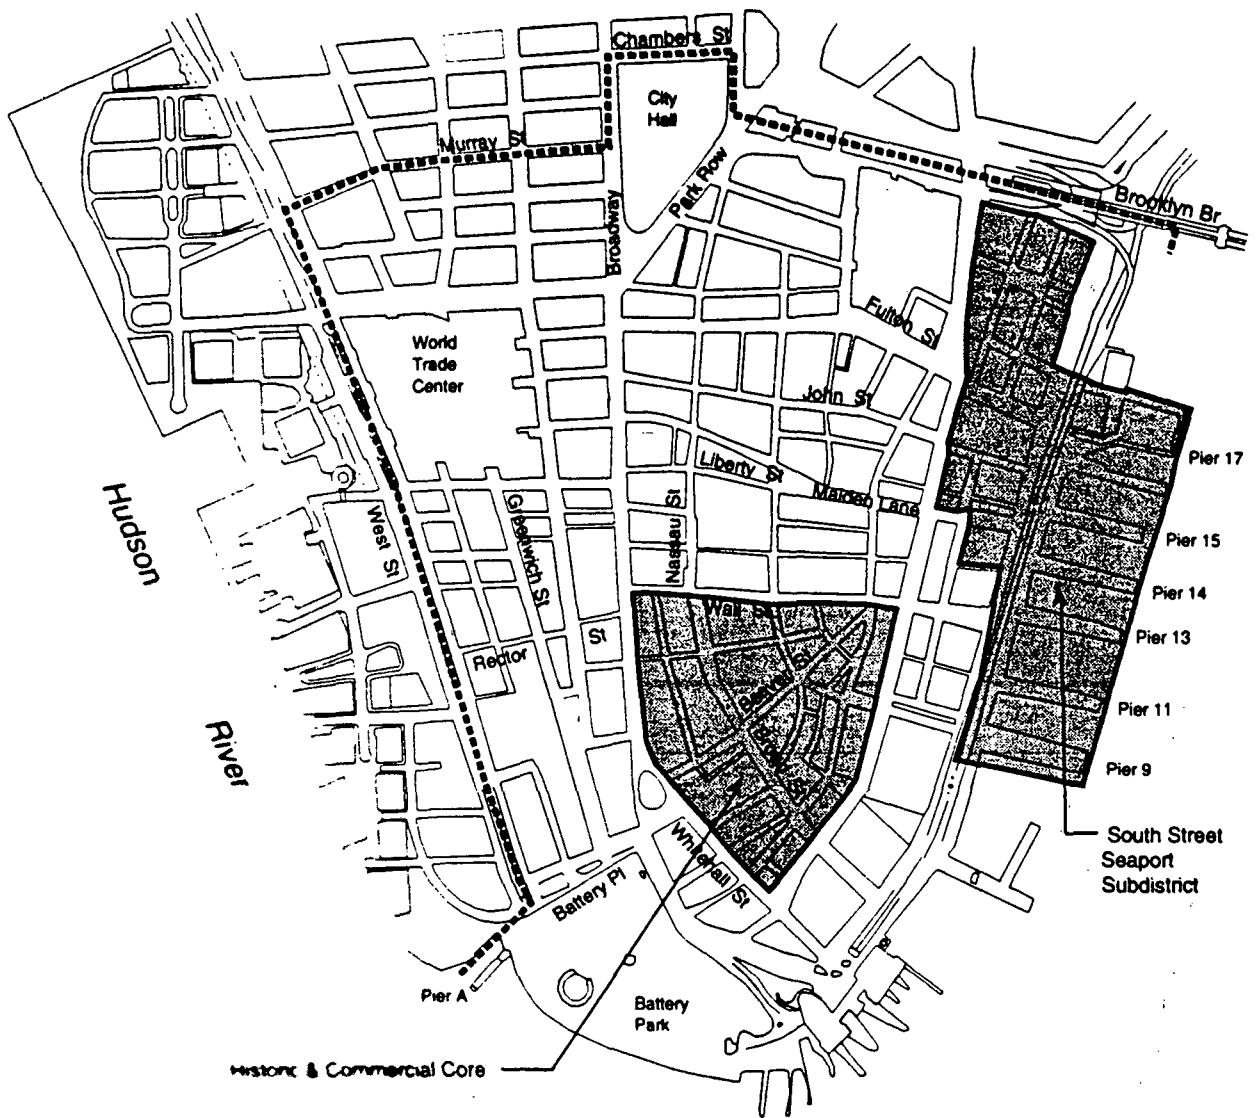 Chambers St
City
Hall
Murray St
Park Row
Broadway
Brooklyn Br
Fulton St
World
Trade
Center
John St
Pier 17
Liberty St
Maiden Lane
Hudson
River
West St
Greenwich St
Nassau St
Pier 15
Pier 14
Wall St
Pier 13
Rector St
Beaver St
Pier 11
Broad St
Pier 9
South Street
Seaport
Subdistrict
Whitehall St
Battery Pl
Pier A
Battery
Park
Historic & Commercial Core